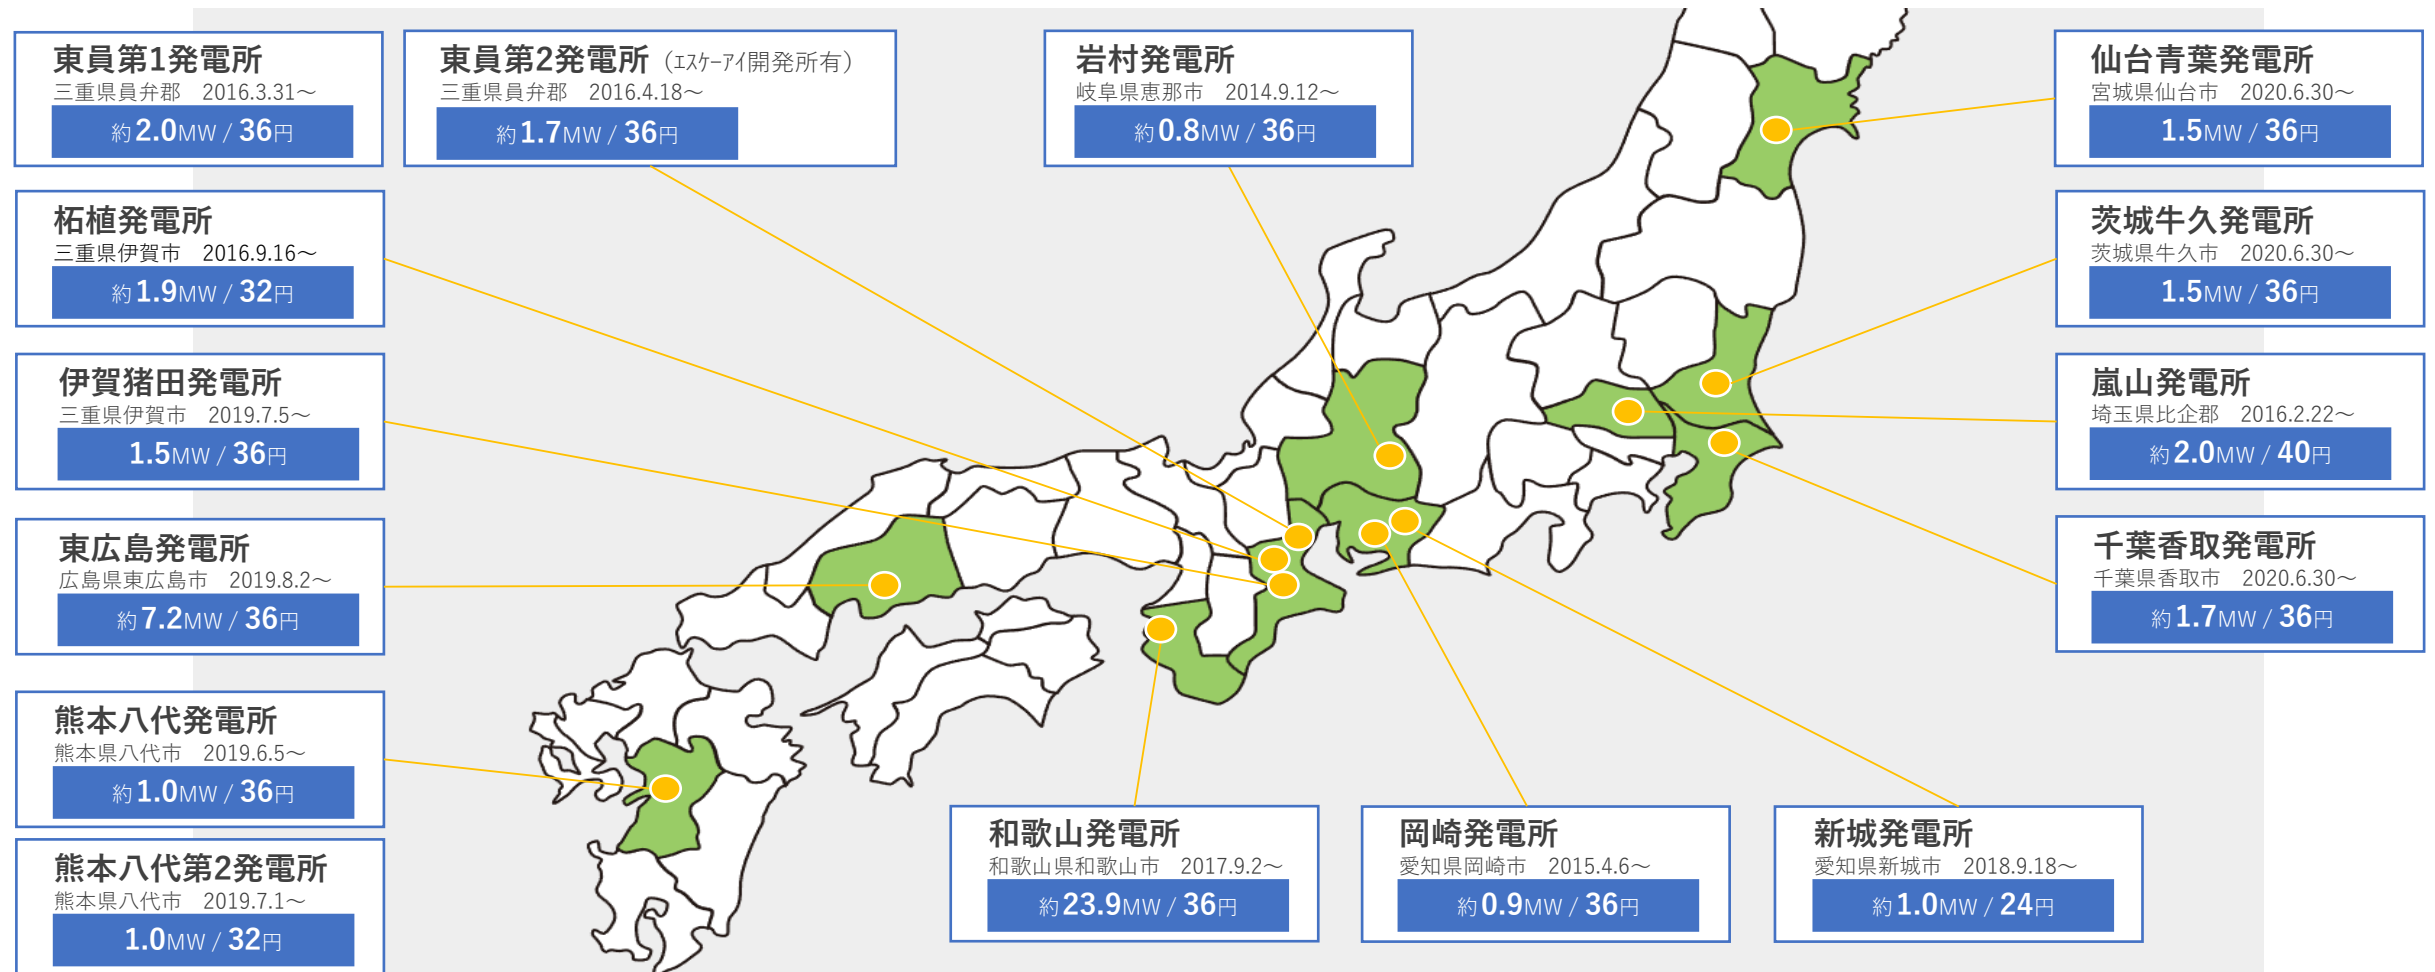 東員第1発電所
三重県員弁郡　2016.3.31～
約2.0MW / 36円
東員第2発電所（ｴｽｹｰｱｲ開発所有）
三重県員弁郡　2016.4.18～
約1.7MW / 36円
岩村発電所
岐阜県恵那市　2014.9.12～
約0.8MW / 36円
仙台青葉発電所
宮城県仙台市　2020.6.30～
1.5MW / 36円
柘植発電所
三重県伊賀市　2016.9.16～
約1.9MW / 32円
茨城牛久発電所
茨城県牛久市　2020.6.30～
1.5MW / 36円
伊賀猪田発電所
三重県伊賀市　2019.7.5～
1.5MW / 36円
嵐山発電所
埼玉県比企郡　2016.2.22～
約2.0MW / 40円
東広島発電所
広島県東広島市　2019.8.2～
約7.2MW / 36円
千葉香取発電所
千葉県香取市　2020.6.30～
約1.7MW / 36円
熊本八代発電所
熊本県八代市　2019.6.5～
約1.0MW / 36円
熊本八代第2発電所
熊本県八代市　2019.7.1～
1.0MW / 32円
和歌山発電所
和歌山県和歌山市　2017.9.2～
約23.9MW / 36円
岡崎発電所
愛知県岡崎市　2015.4.6～
約0.9MW / 36円
新城発電所
愛知県新城市　2018.9.18～
約1.0MW / 24円